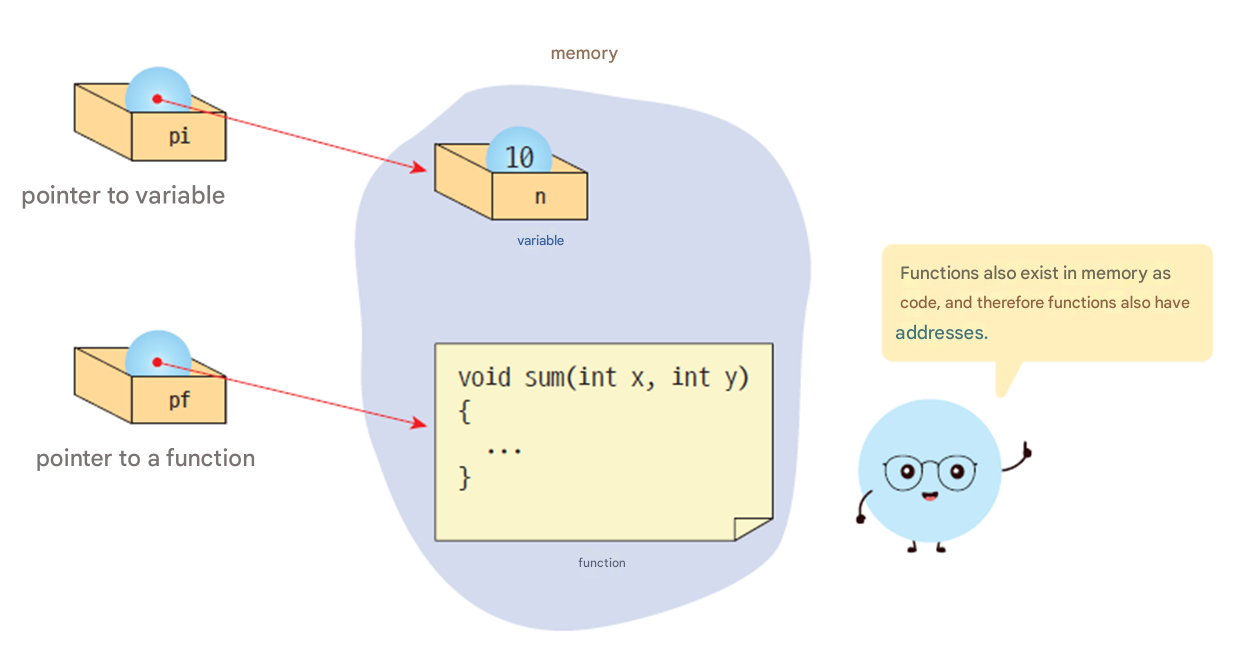 memory
pi
pointer to variable
10
n
variable
Functions also exist in memory as
code, and therefore functions also have
addresses.
pf
pointer to a function
void sum(int x, int y)
{
...
}
function